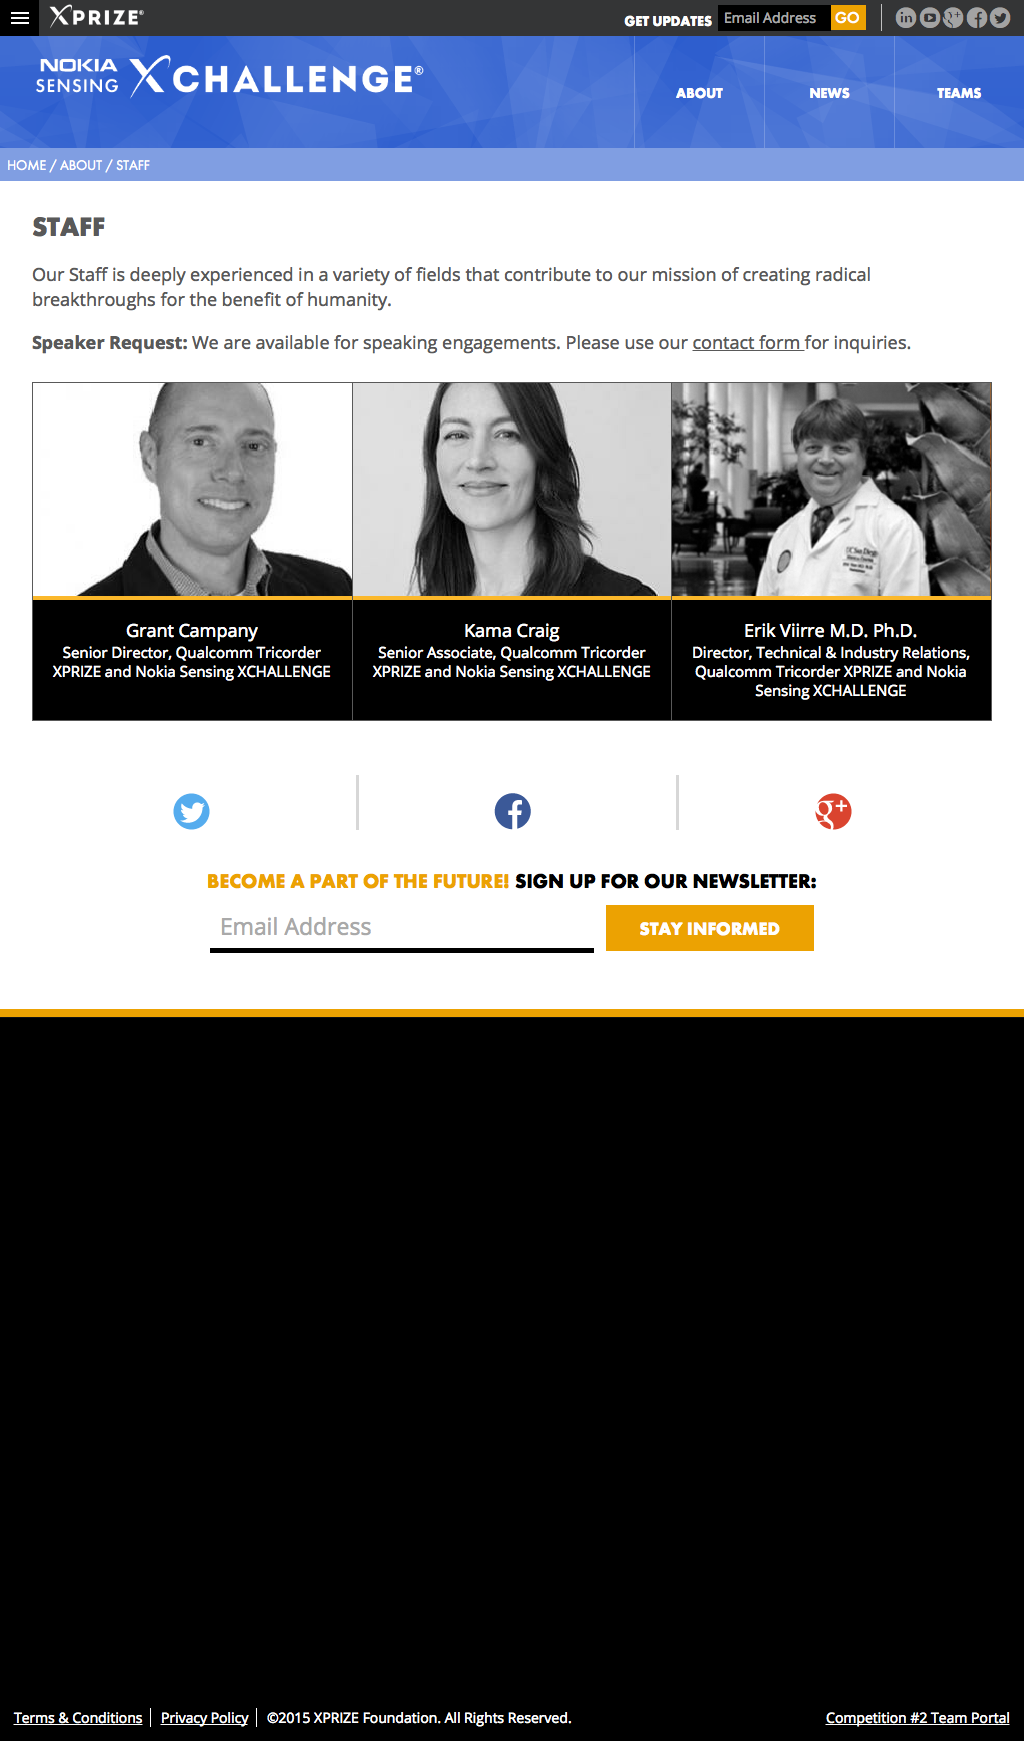 XPRIZE®
GET UPDATES Email Address GO
NOKIA
SENSING XCHALLENGE®
ABOUT NEWS TEAMS
HOME / ABOUT / STAFF
STAFF
Our Staff is deeply experienced in a variety of fields that contribute to our mission of creating radical
breakthroughs for the benefit of humanity.
Speaker Request: We are available for speaking engagements. Please use our contact form for inquiries.
Grant Campany
Senior Director, Qualcomm Tricorder
XPRIZE and Nokia Sensing XCHALLENGE
Kama Craig
Senior Associate, Qualcomm Tricorder
XPRIZE and Nokia Sensing XCHALLENGE
Erik Viirre M.D. Ph.D.
Director, Technical & Industry Relations,
Qualcomm Tricorder XPRIZE and Nokia
Sensing XCHALLENGE
BECOME A PART OF THE FUTURE! SIGN UP FOR OUR NEWSLETTER:
Email Address STAY INFORMED
Terms & Conditions Privacy Policy ©2015 XPRIZE Foundation. All Rights Reserved. Competition #2 Team Portal